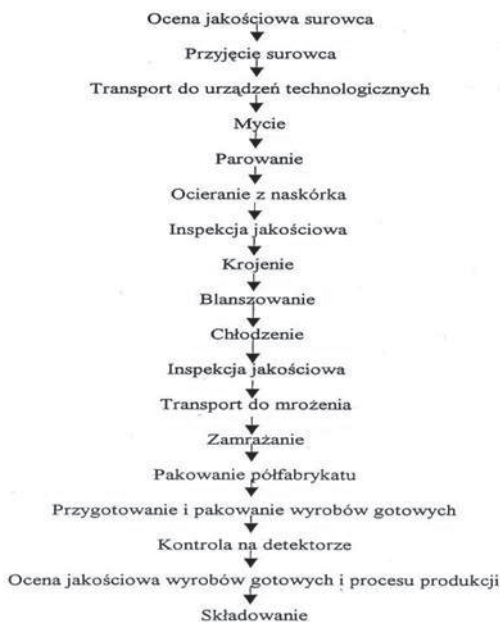 Ocena jakościowa surowca
Przyjęcie surowca
Transport do urządzeń technologicznych
Mycie
Parowanie
Ocieranie z naskórka
Inspekcja jakościowa
Krojenie
Blanszowanie
Chłodzenie
Inspekcja jakościowa
Transport do mrożenia
Zamrażanie
Pakowanie półfabrykatu
Przygotowanie i pakowanie wyrobów gotowych
Kontrola na detektorze
Ocena jakościowa wyrobów gotowych i procesu produkcji
Składowanie